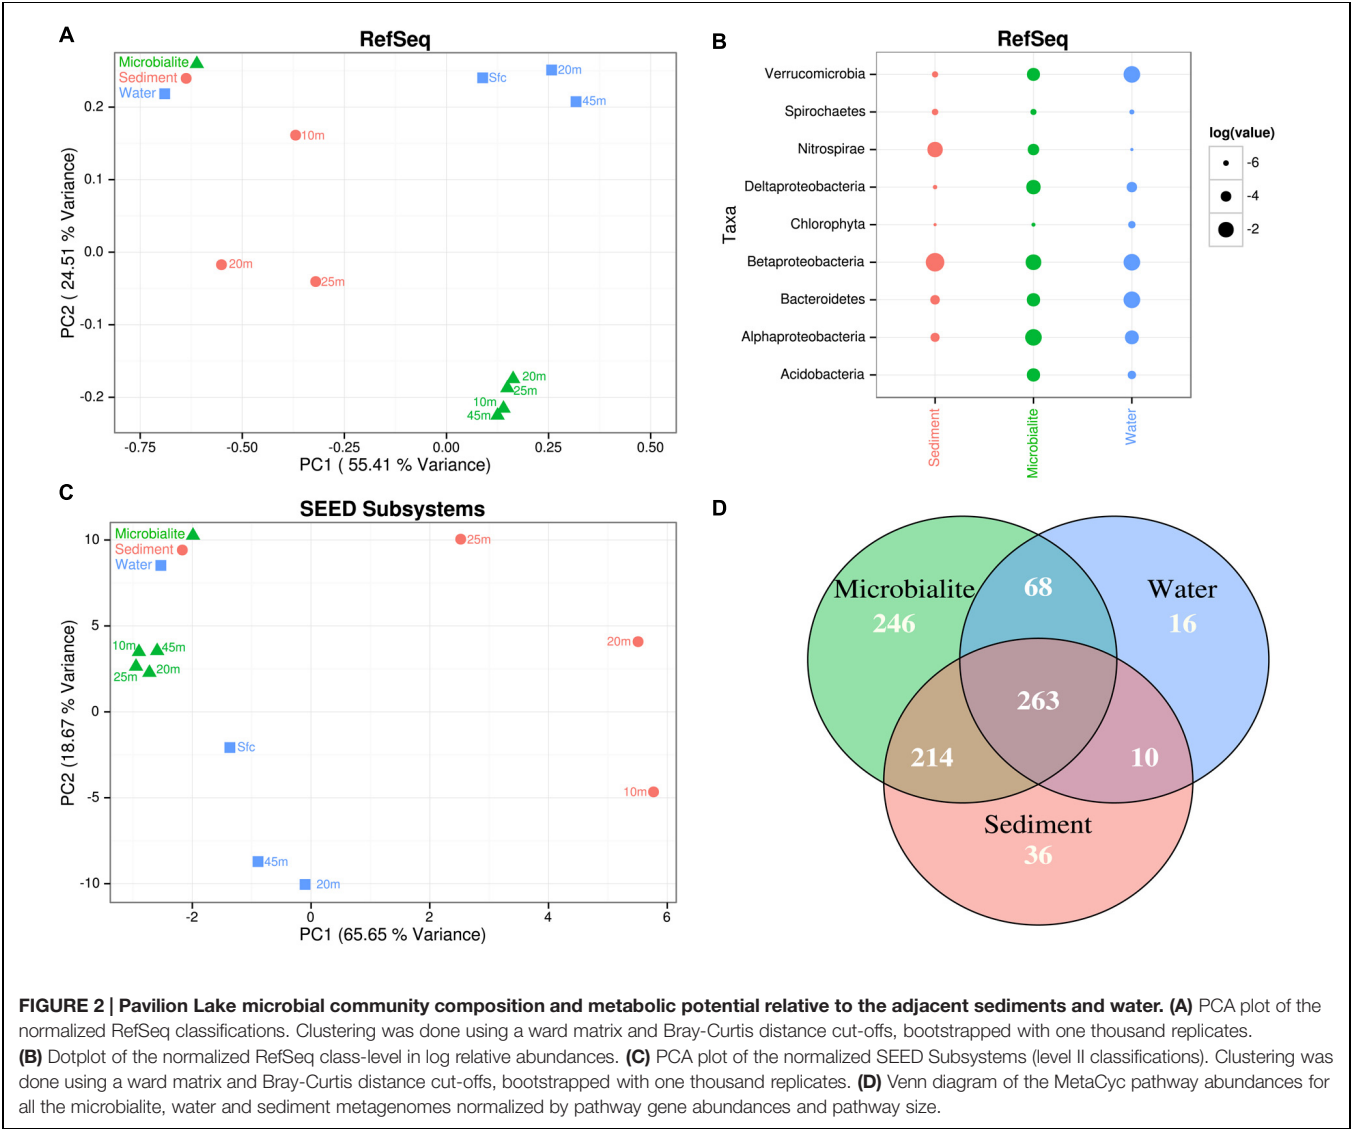 A
RefSeq
Microbialite
Sediment
Water
Sfc
20m
45m
10m
20m
25m
20m
25m
10m
45m
0.2
0.1
0.0
-0.1
-0.2
PC2 ( 24.51 % Variance)
-0.75 -0.50 -0.25 0.00 0.25 0.50
PC1 ( 55.41 % Variance)
B
RefSeq
Taxa
Verrucomicrobia
Spirochaetes
Nitrospirae
Deltaproteobacteria
Chlorophyta
Betaproteobacteria
Bacteroidetes
Alphaproteobacteria
Acidobacteria
Sediment
Microbialite
Water
log(value)
-6
-4
-2
C
SEED Subsystems
Microbialite
Sediment
Water
25m
20m
10m
10m
45m
25m
20m
Sfc
45m
20m
10
5
0
-5
-10
PC2 (18.67 % Variance)
-2 0 2 4 6
PC1 (65.65 % Variance)
D
Microbialite
246
68
Water
16
263
214
10
Sediment
36
FIGURE 2 | Pavilion Lake microbial community composition and metabolic potential relative to the adjacent sediments and water. (A) PCA plot of the
normalized RefSeq classifications. Clustering was done using a ward matrix and Bray-Curtis distance cut-offs, bootstrapped with one thousand replicates.
(B) Dotplot of the normalized RefSeq class-level in log relative abundances. (C) PCA plot of the normalized SEED Subsystems (level II classifications). Clustering was
done using a ward matrix and Bray-Curtis distance cut-offs, bootstrapped with one thousand replicates. (D) Venn diagram of the MetaCyc pathway abundances for
all the microbialite, water and sediment metagenomes normalized by pathway gene abundances and pathway size.